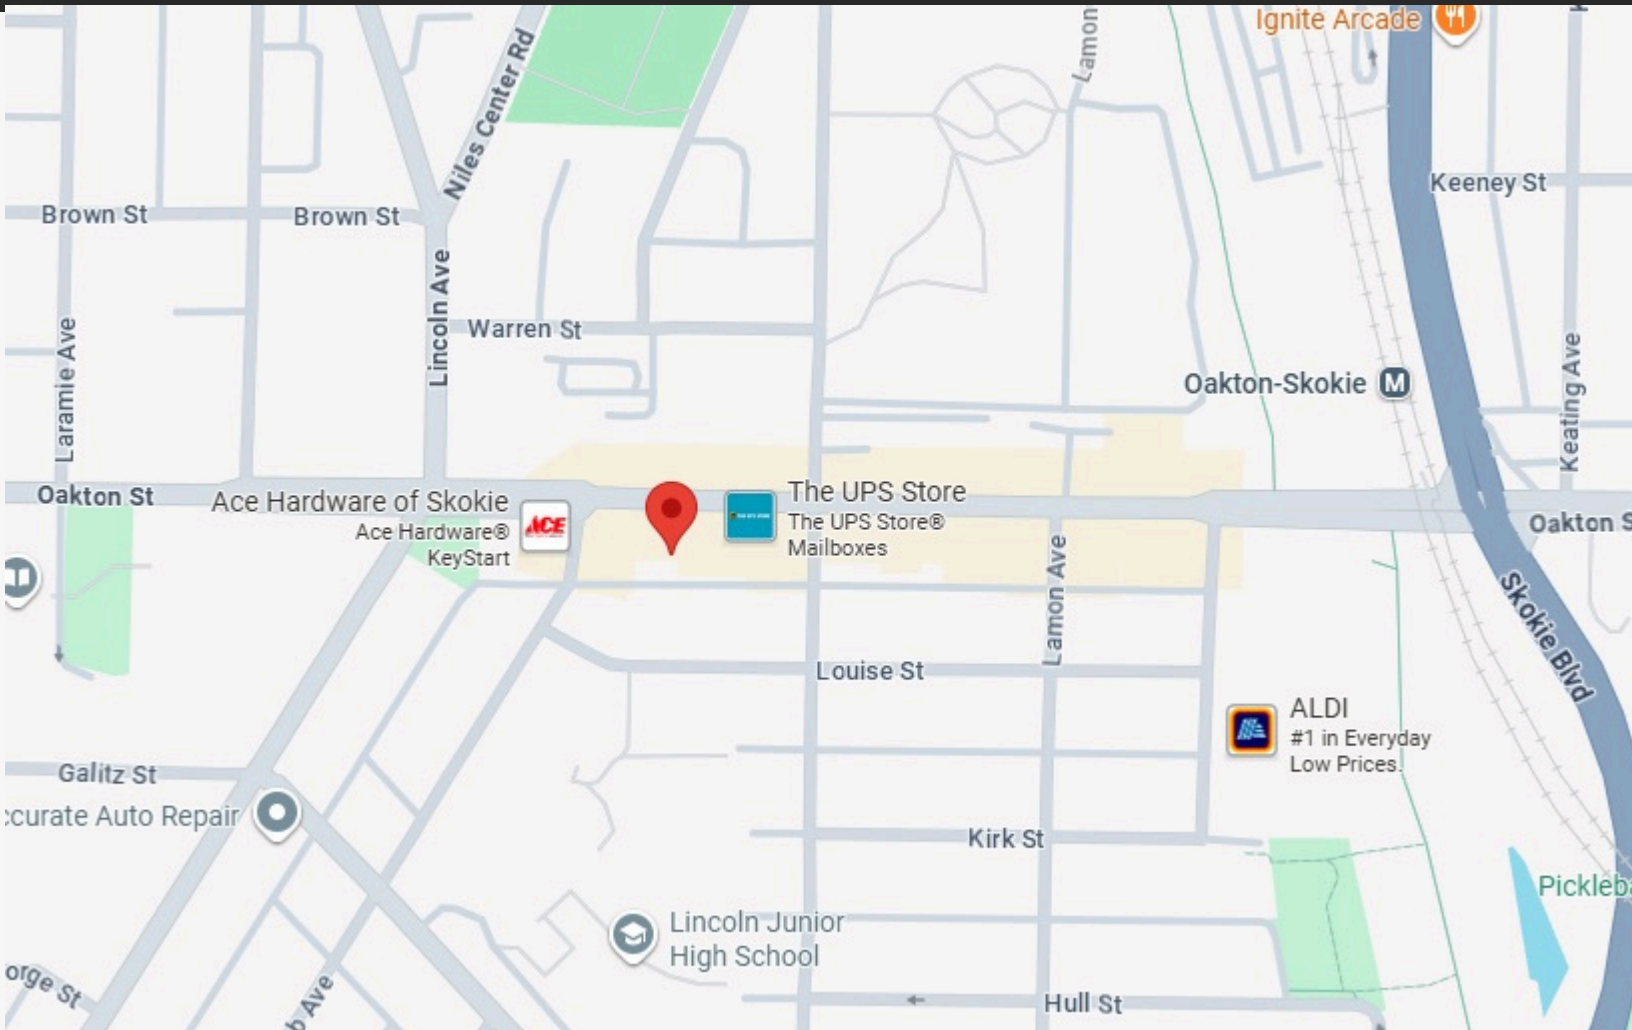 Ignite Arcade
Lamon
Niles Center Rd
Keeney St
Brown St
Brown St
Lincoln Ave
Warren St
Laramie Ave
Keating Ave
Oakton-Skokie
M
Oakton St
Ace Hardware of Skokie
Ace Hardware®
KeyStart
ACE
The UPS Store
The UPS Store®
Mailboxes
Oakton S
Lamon Ave
Skokie Blvd
Louise St
ALDI
#1 in Everyday
Low Prices.
Galitz St
ccurate Auto Repair
Kirk St
Pickleba
Lincoln Junior
High School
orge St
b Ave
Hull St